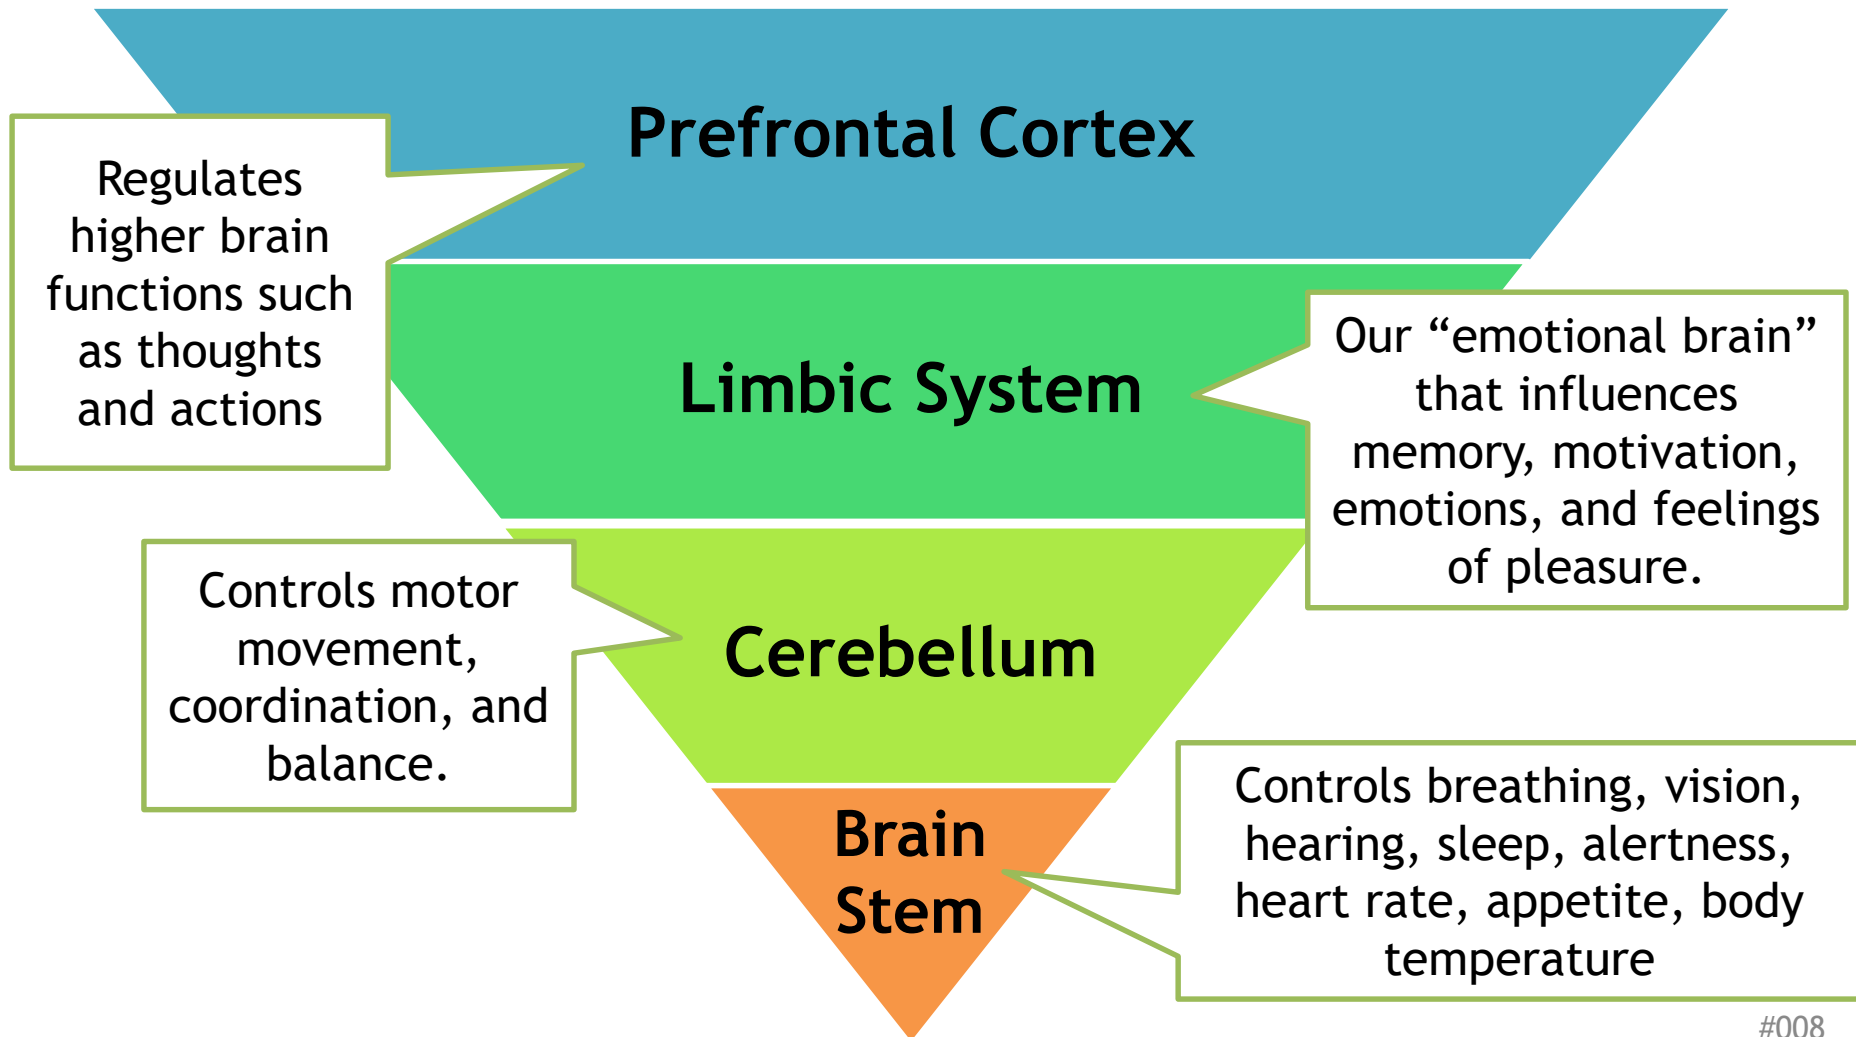 Prefrontal Cortex
Regulates
higher brain
functions such
as thoughts
and actions
Limbic System
Our “emotional brain”
that influences
memory, motivation,
emotions, and feelings
of pleasure.
Cerebellum
Controls motor
movement,
coordination, and
balance.
Brain
Stem
Controls breathing, vision,
hearing, sleep, alertness,
heart rate, appetite, body
temperature
#008